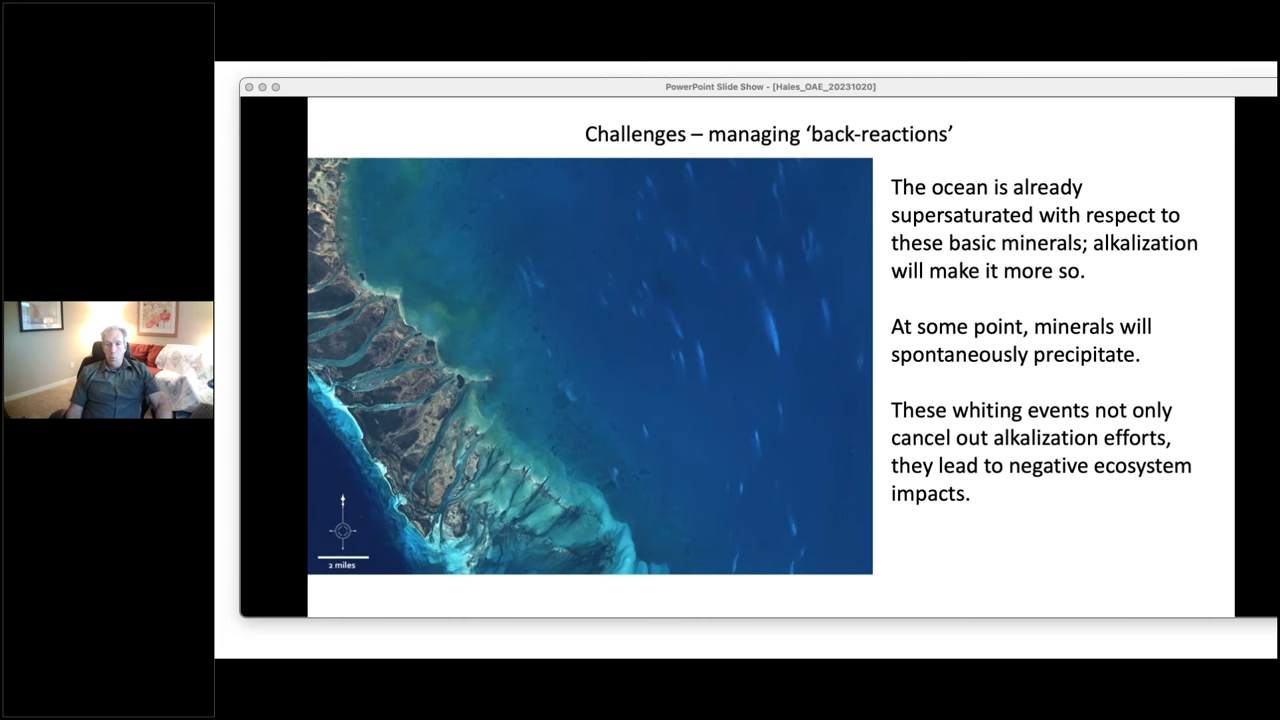 PowerPoint Slide Show - [Hales_OAE_20231020]
Challenges – managing ‘back-reactions’
The ocean is already
supersaturated with respect to
these basic minerals; alkalization
will make it more so.
At some point, minerals will
spontaneously precipitate.
These whiting events not only
cancel out alkalization efforts,
they lead to negative ecosystem
impacts.
2 miles